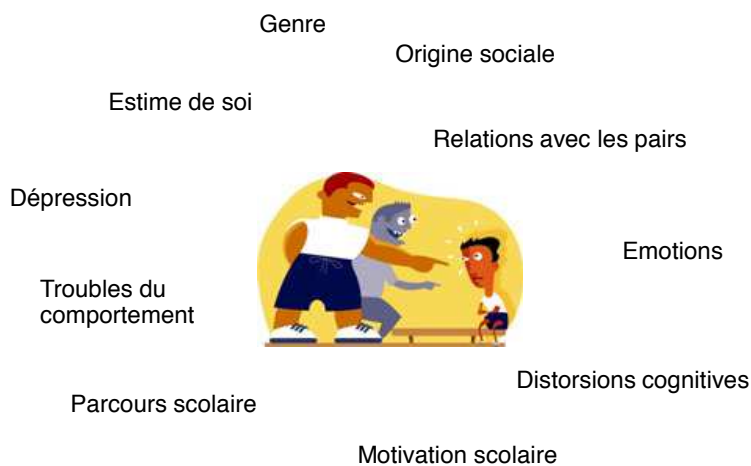 Genre
Origine sociale
Estime de soi
Relations avec les pairs
Dépression
Emotions
Troubles du
comportement
Distorsions cognitives
Parcours scolaire
Motivation scolaire